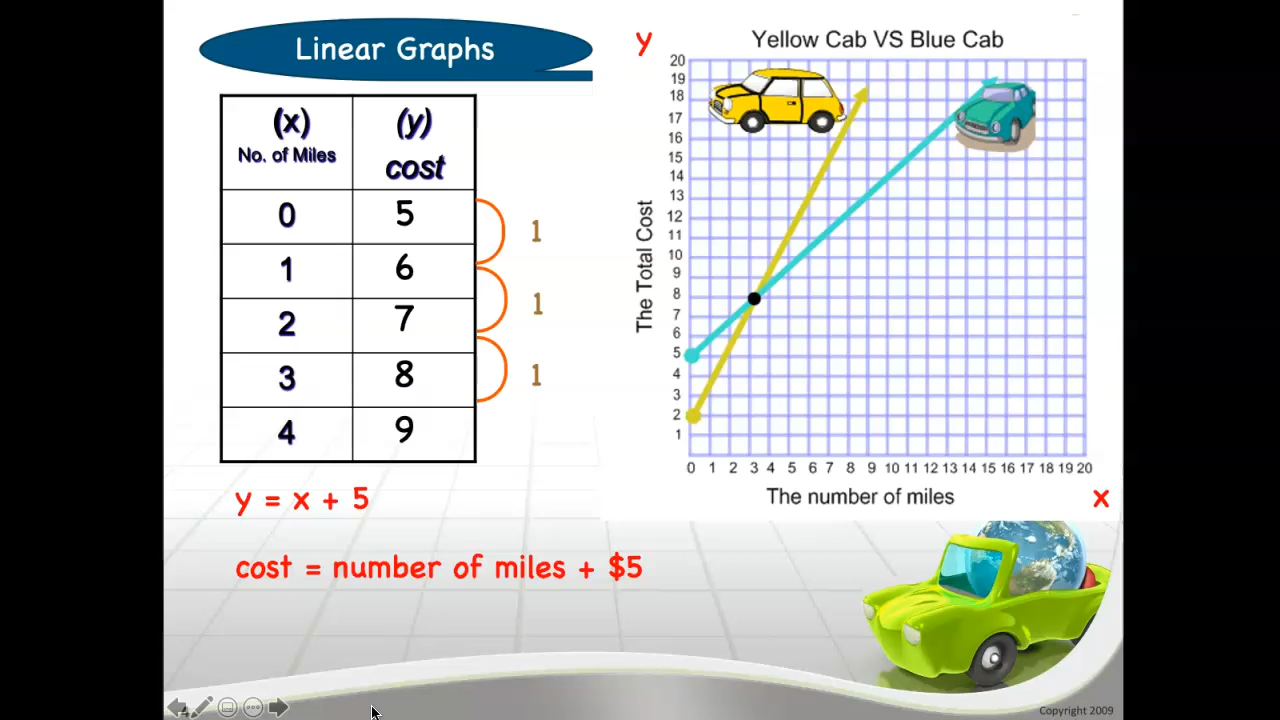 Linear Graphs
(x)
No. of Miles
(y)
cost
0 5
1 6
2 7
3 8
4 9
1
1
1
y = x + 5
cost = number of miles + $5
y
Yellow Cab VS Blue Cab
20
19
18
17
16
15
14
13
12
11
10
9
8
7
6
5
4
3
2
1
The Total Cost
0 1 2 3 4 5 6 7 8 9 10 11 12 13 14 15 16 17 18 19 20
The number of miles
x
Copyright 2009